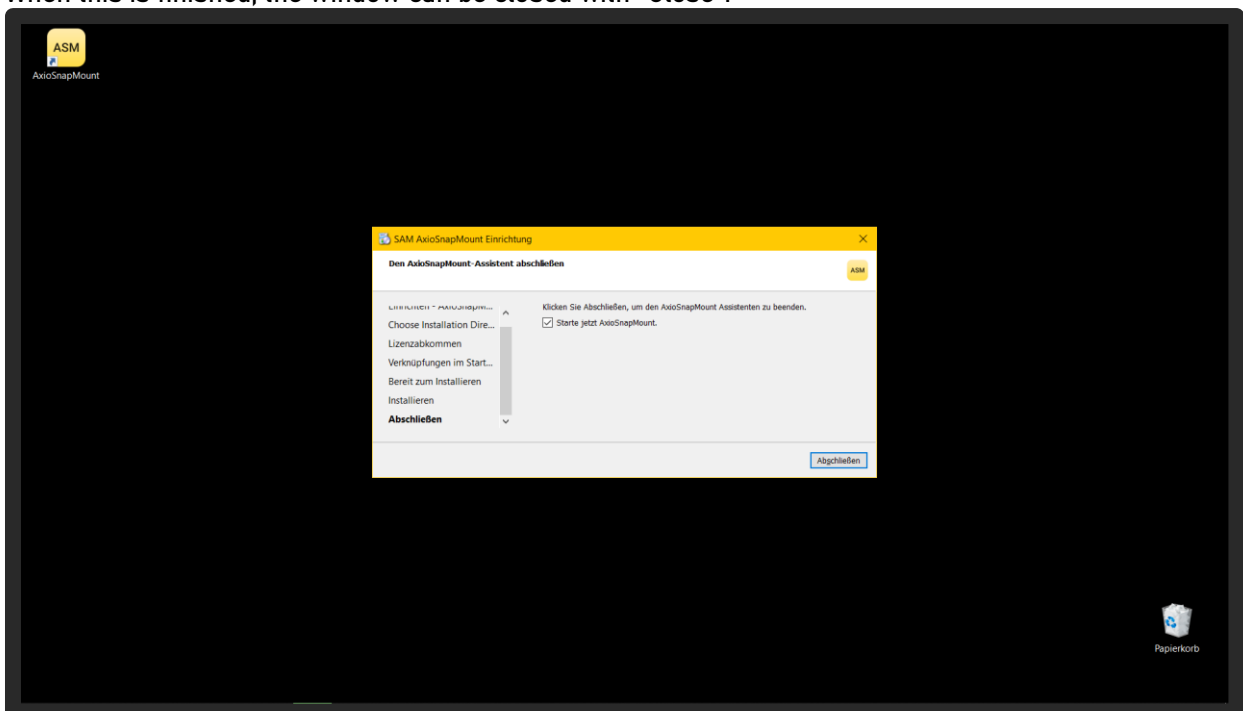 When this is finished, the window can be closed with "Close".
ASM
AxioSnapMount
SAM AxioSnapMount Einrichtung
Den AxioSnapMount-Assistent abschließen
ASM
Einrichten - AxioSnapM...
Klicken Sie Abschließen, um den AxioSnapMount Assistenten zu beenden.
Starte jetzt AxioSnapMount.
Choose Installation Dire...
Lizenzabkommen
Verknüpfungen im Start...
Bereit zum Installieren
Installieren
Abschließen
Abschließen
Papierkorb